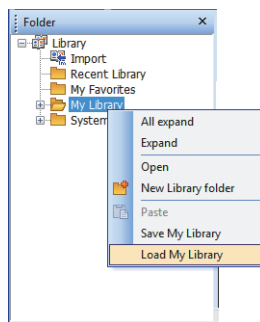 Folder
Library
Import
Recent Library
My Favorites
My Library
System
All expand
Expand
Open
New Library folder
Paste
Save My Library
Load My Library